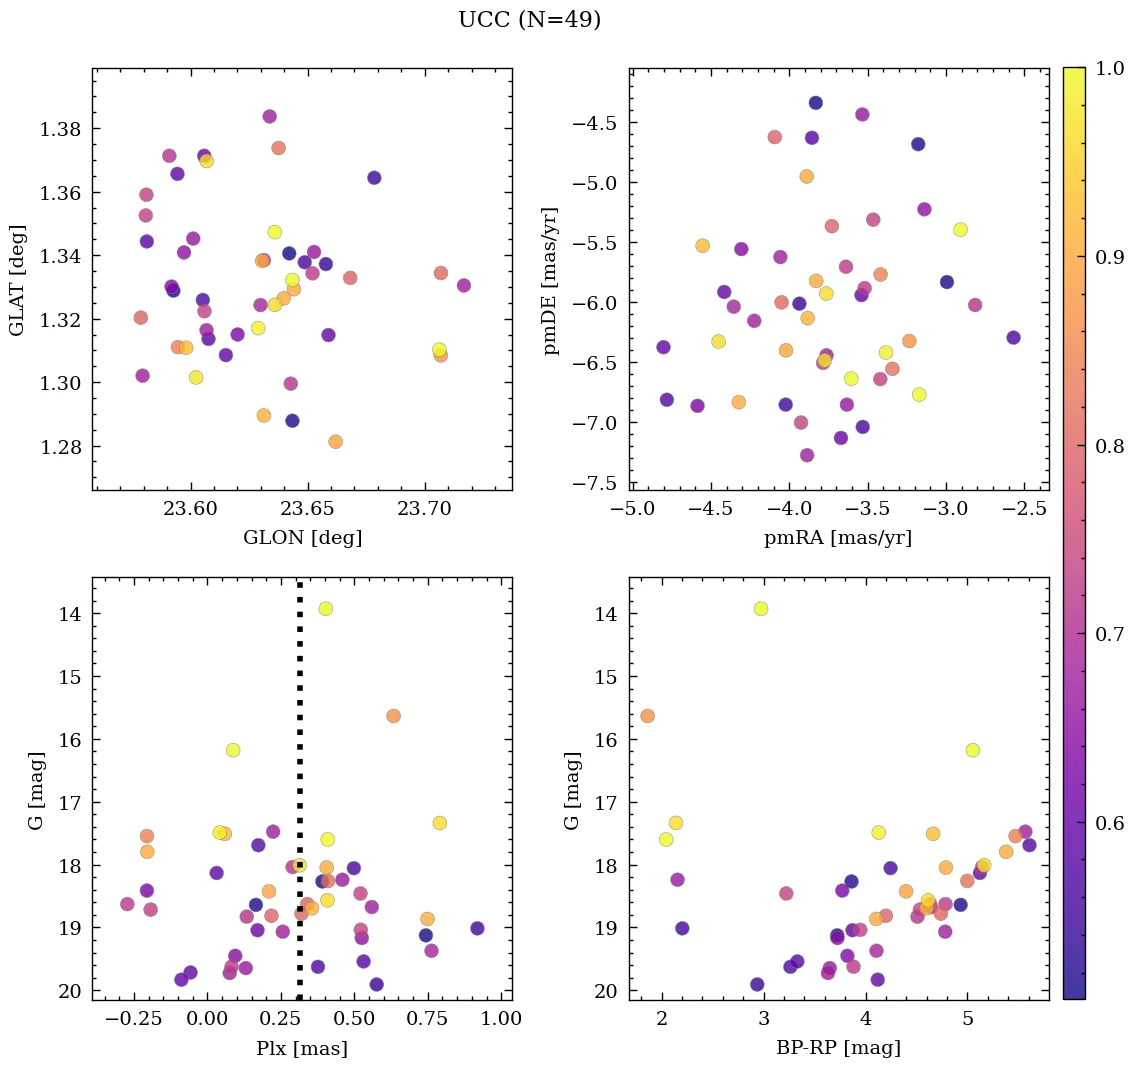 UCC (N=49)
GLAT [deg]
1.38
1.36
1.34
1.32
1.30
1.28
23.60 23.65 23.70
GLON [deg]
pmDE [mas/yr]
−4.5
−5.0
−5.5
−6.0
−6.5
−7.0
−7.5
−5.0 −4.5 −4.0 −3.5 −3.0 −2.5
pmRA [mas/yr]
G [mag]
14
15
16
17
18
19
20
−0.25 0.00 0.25 0.50 0.75 1.00
Plx [mas]
G [mag]
14
15
16
17
18
19
20
2 3 4 5
BP-RP [mag]
1.0
0.9
0.8
0.7
0.6